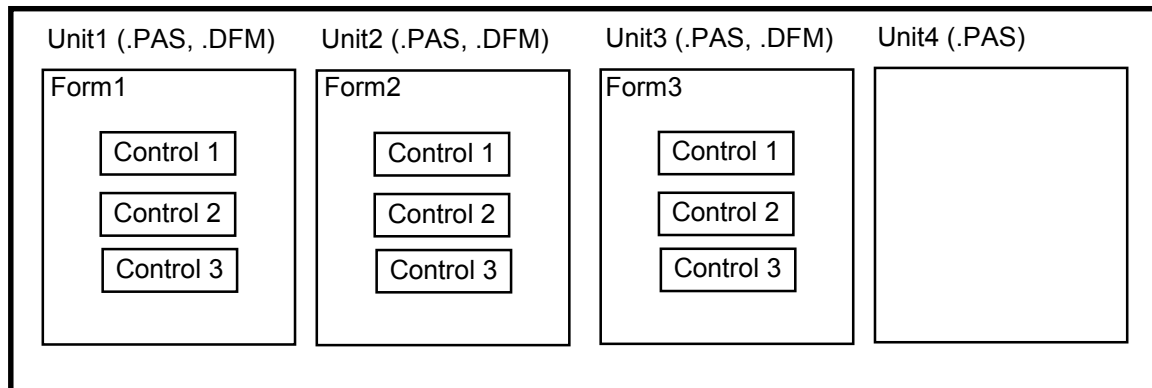 Unit1 (.PAS, .DFM) Unit2 (.PAS, .DFM) Unit3 (.PAS, .DFM) Unit4 (.PAS)
Form1 Form2 Form3
Control 1 Control 1 Control 1
Control 2 Control 2 Control 2
Control 3 Control 3 Control 3